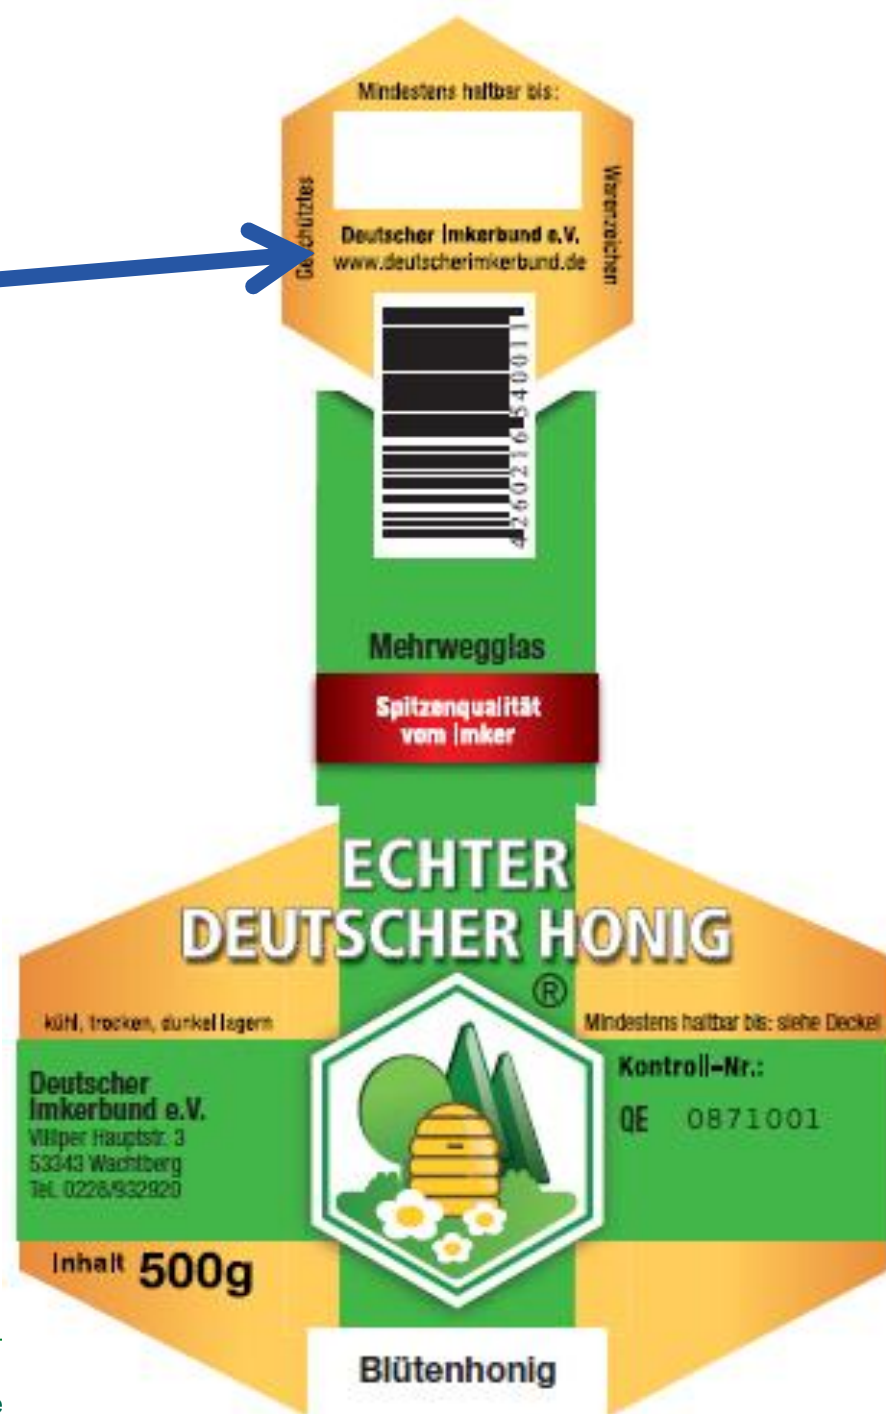 Mindestens haltbar bis:
Geschütztes
Warenzeichen
Deutscher Imkerbund e.V.
www.deutscherimkerbund.de
4260216 540011
Mehrwegglas
Spitzenqualität
vom Imker
ECHTER
DEUTSCHER HONIG
®
kühl, trocken, dunkel lagern
Mindestens haltbar bis: siehe Deckel
Deutscher
Imkerbund e.V.
Villiper Hauptstr. 3
53343 Wachtberg
Tel. 0228/932920
Kontroll-Nr.:
QE 0871001
Inhalt 500g
Blütenhonig
e